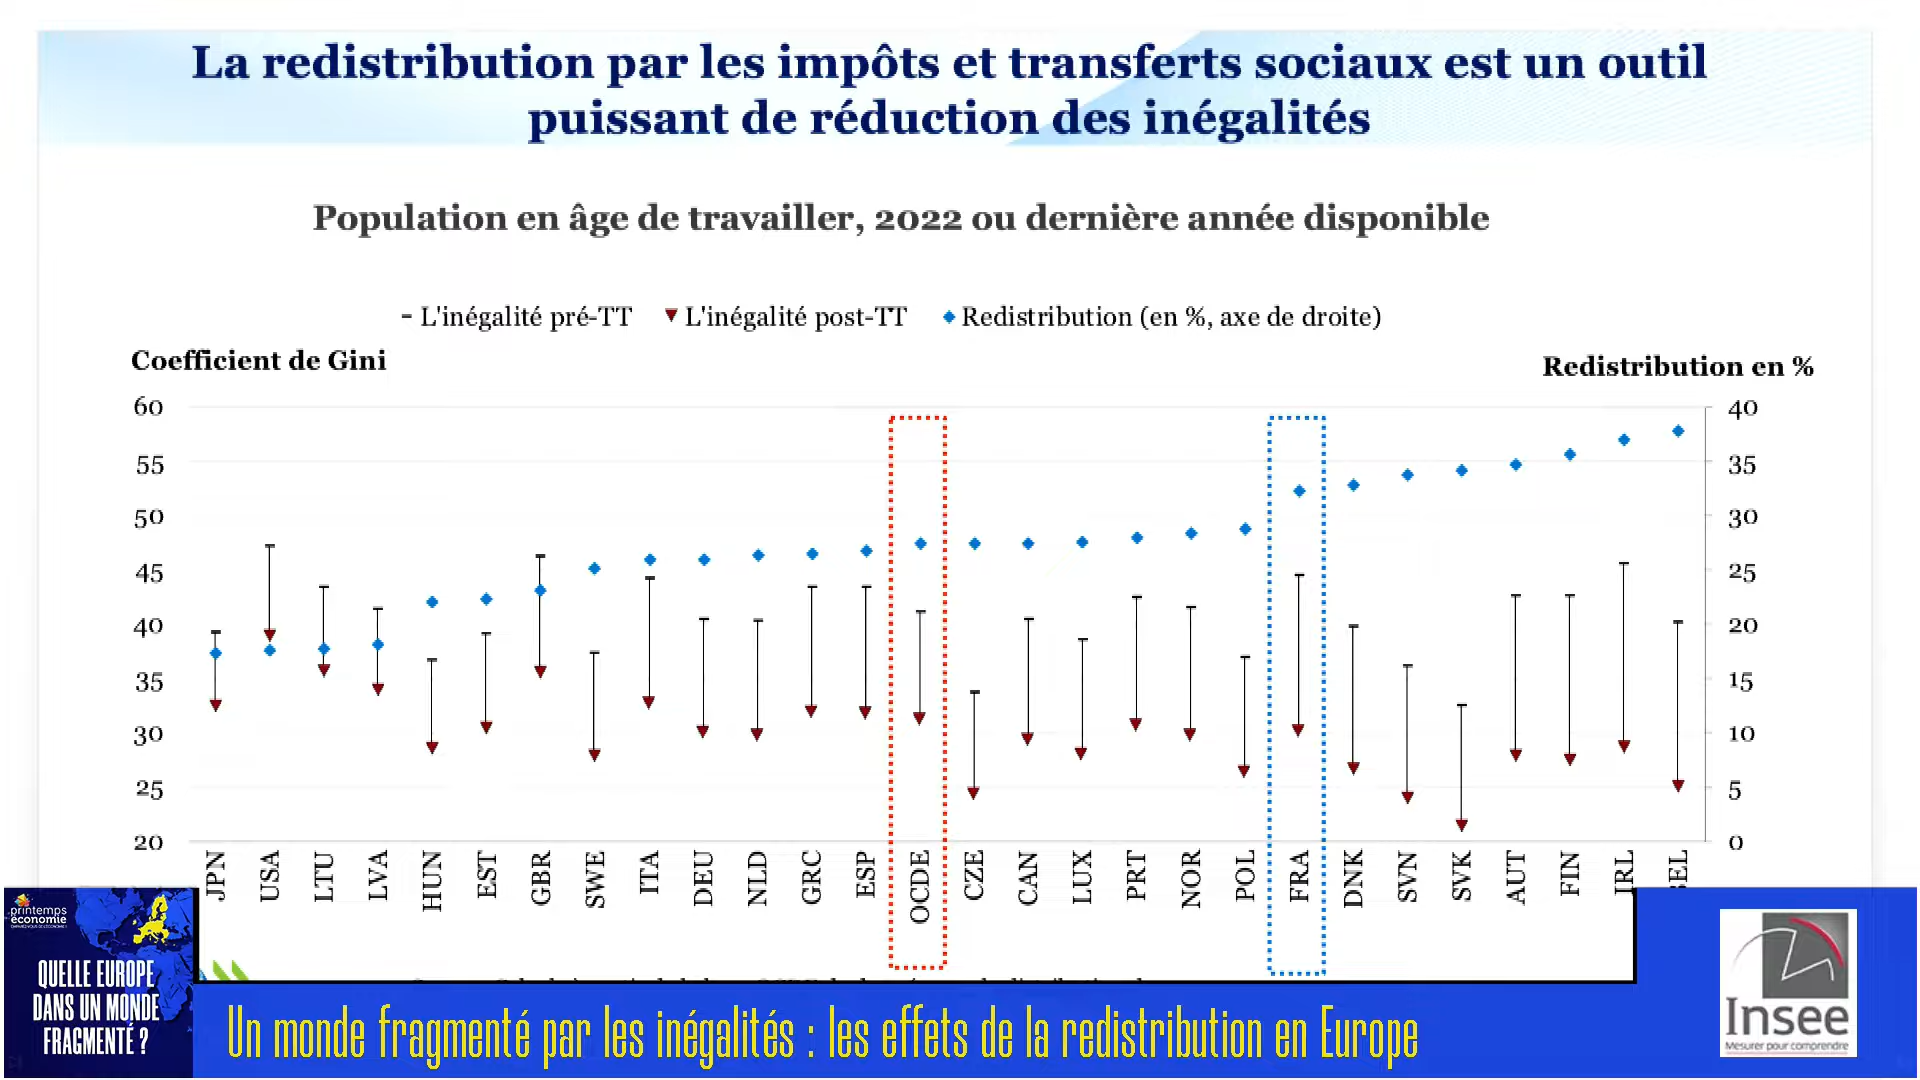 La redistribution par les impôts et transferts sociaux est un outil
puissant de réduction des inégalités
Population en âge de travailler, 2022 ou dernière année disponible
L'inégalité pré-TT L'inégalité post-TT Redistribution (en %, axe de droite)
Coefficient de Gini
Redistribution en %
60
55
50
45
40
35
30
25
20
40
35
30
25
20
15
10
5
0
JPN
USA
LTU
LVA
HUN
EST
GBR
SWE
ITA
DEU
NLD
GRC
ESP
OCDE
CZE
CAN
LUX
PRT
NOR
POL
FRA
DNK
SVN
SVK
AUT
FIN
IRL
BEL
printemps
économie
QUELLE EUROPE
DANS UN MONDE
FRAGMENTÉ ?
Un monde fragmenté par les inégalités : les effets de la redistribution en Europe
Insee
Mesurer pour comprendre